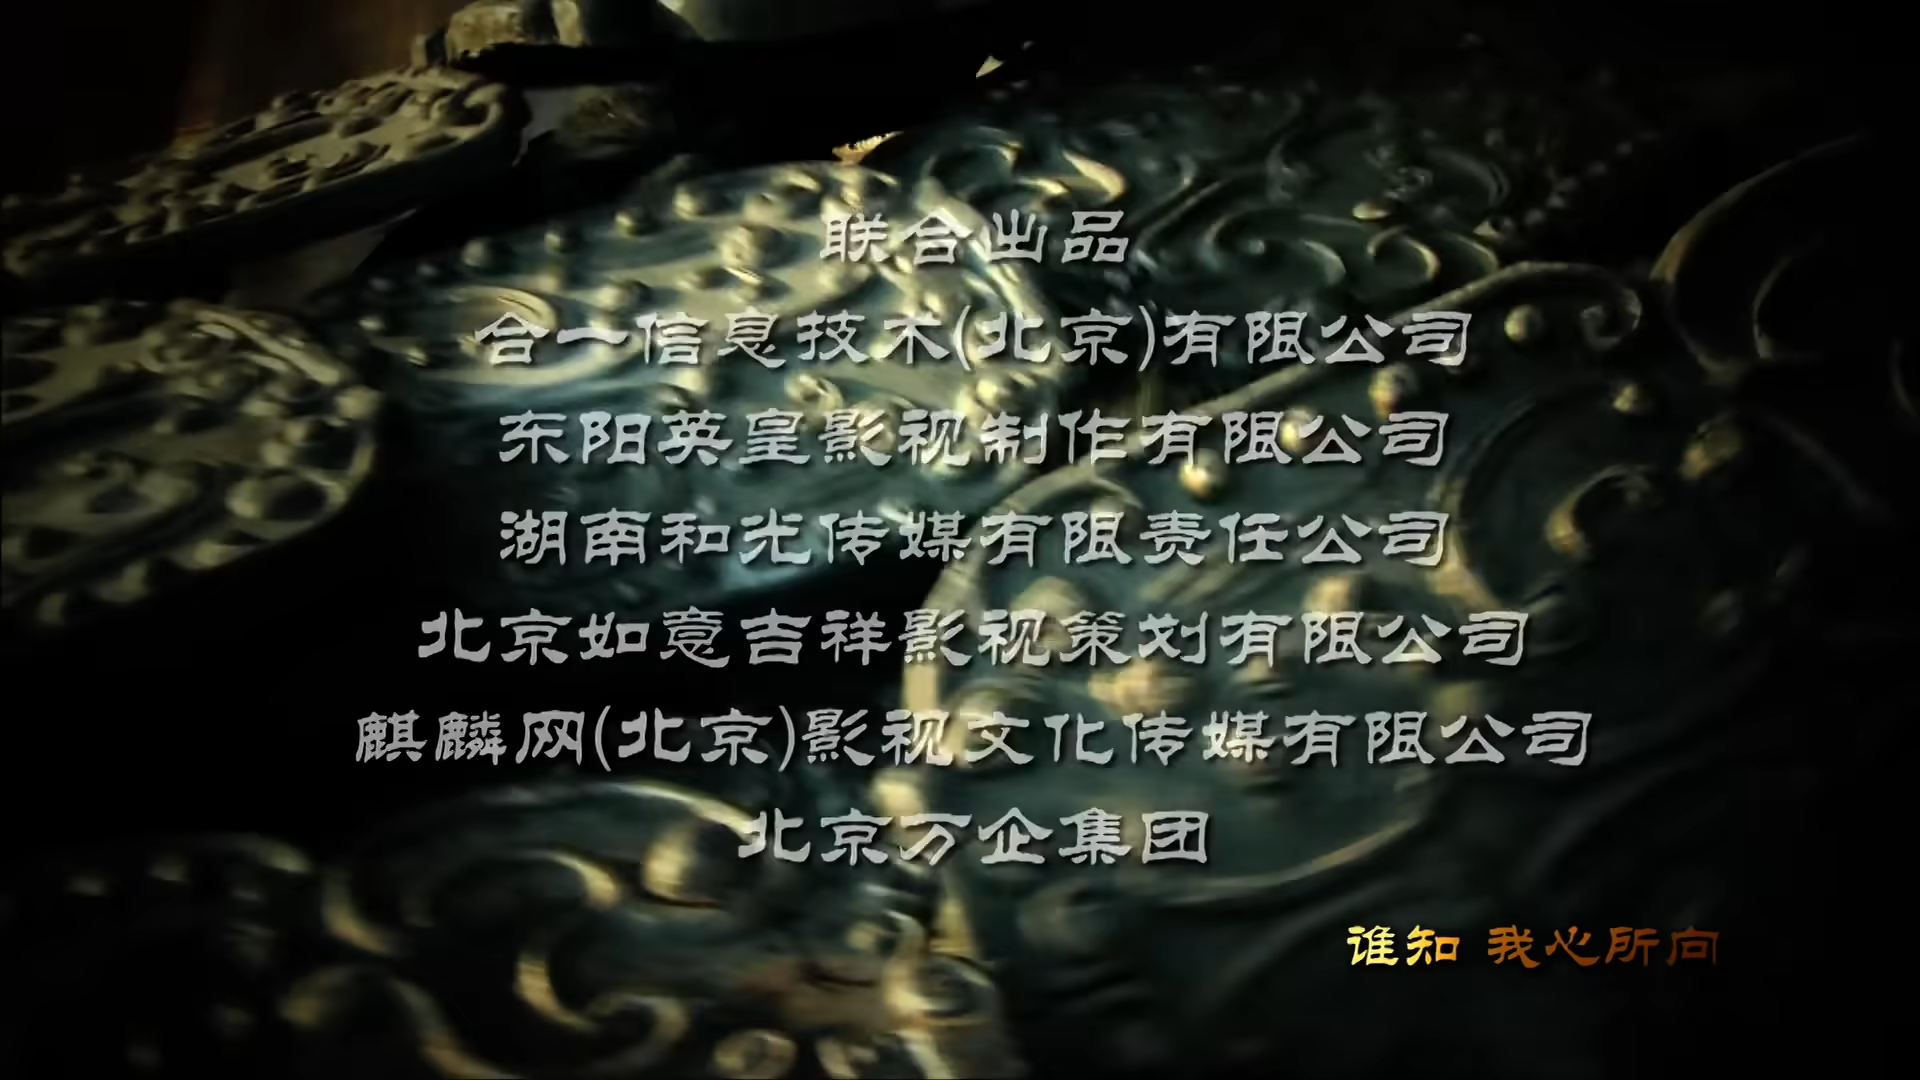 联合出品
合一信息技术(北京)有限公司
东阳英皇影视制作有限公司
湖南和光传媒有限责任公司
北京如意吉祥影视策划有限公司
麒麟网(北京)影视文化传媒有限公司
北京万企集团
谁知 我心所向